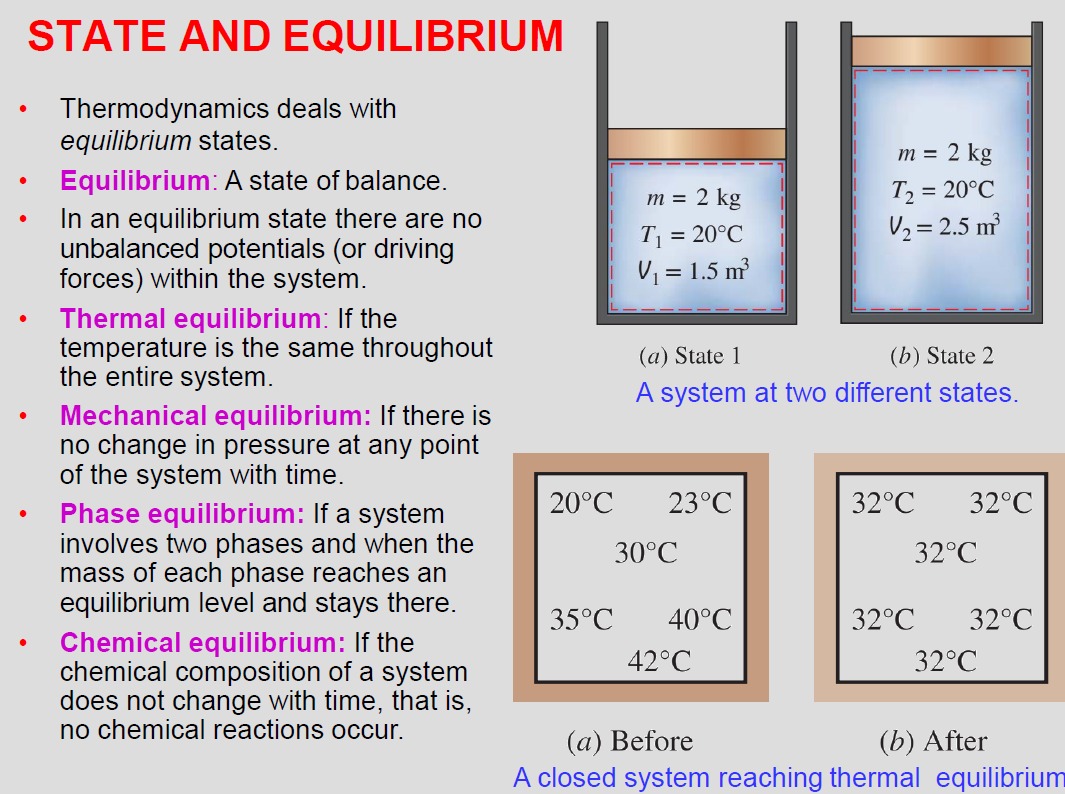 STATE AND EQUILIBRIUM
• Thermodynamics deals with
equilibrium states.
• Equilibrium: A state of balance.
• In an equilibrium state there are no
unbalanced potentials (or driving
forces) within the system.
• Thermal equilibrium: If the
temperature is the same throughout
the entire system.
• Mechanical equilibrium: If there is
no change in pressure at any point
of the system with time.
• Phase equilibrium: If a system
involves two phases and when the
mass of each phase reaches an
equilibrium level and stays there.
• Chemical equilibrium: If the
chemical composition of a system
does not change with time, that is,
no chemical reactions occur.
m = 2 kg
T₁ = 20°C
V₁ = 1.5 m³
(a) State 1
m = 2 kg
T₂ = 20°C
V₂ = 2.5 m³
(b) State 2
A system at two different states.
20°C 23°C
30°C
35°C 40°C
42°C
(a) Before
32°C 32°C
32°C
32°C 32°C
32°C
(b) After
A closed system reaching thermal equilibrium